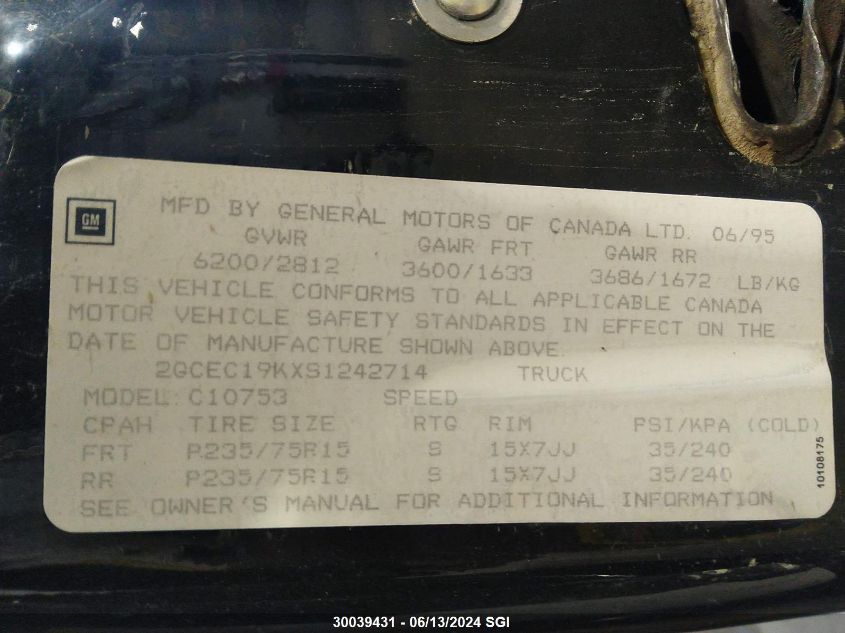 GM
MFD BY GENERAL MOTORS OF CANADA LTD. 06/95
GVWR GAWR FRT GAWR RR
6200/2812 3600/1633 3686/1672 LB/KG
THIS VEHICLE CONFORMS TO ALL APPLICABLE CANADA
MOTOR VEHICLE SAFETY STANDARDS IN EFFECT ON THE
DATE OF MANUFACTURE SHOWN ABOVE.
2GCEC19KXS1242714 TRUCK
MODEL: C10753 SPEED
CPAH TIRE SIZE RTG RIM PSI/KPA (COLD)
FRT P235/75R15 S 15X7JJ 35/240
RR P235/75R15 S 15X7JJ 35/240
SEE OWNER'S MANUAL FOR ADDITIONAL INFORMATION
10108175
30039431 - 06/13/2024 SGI